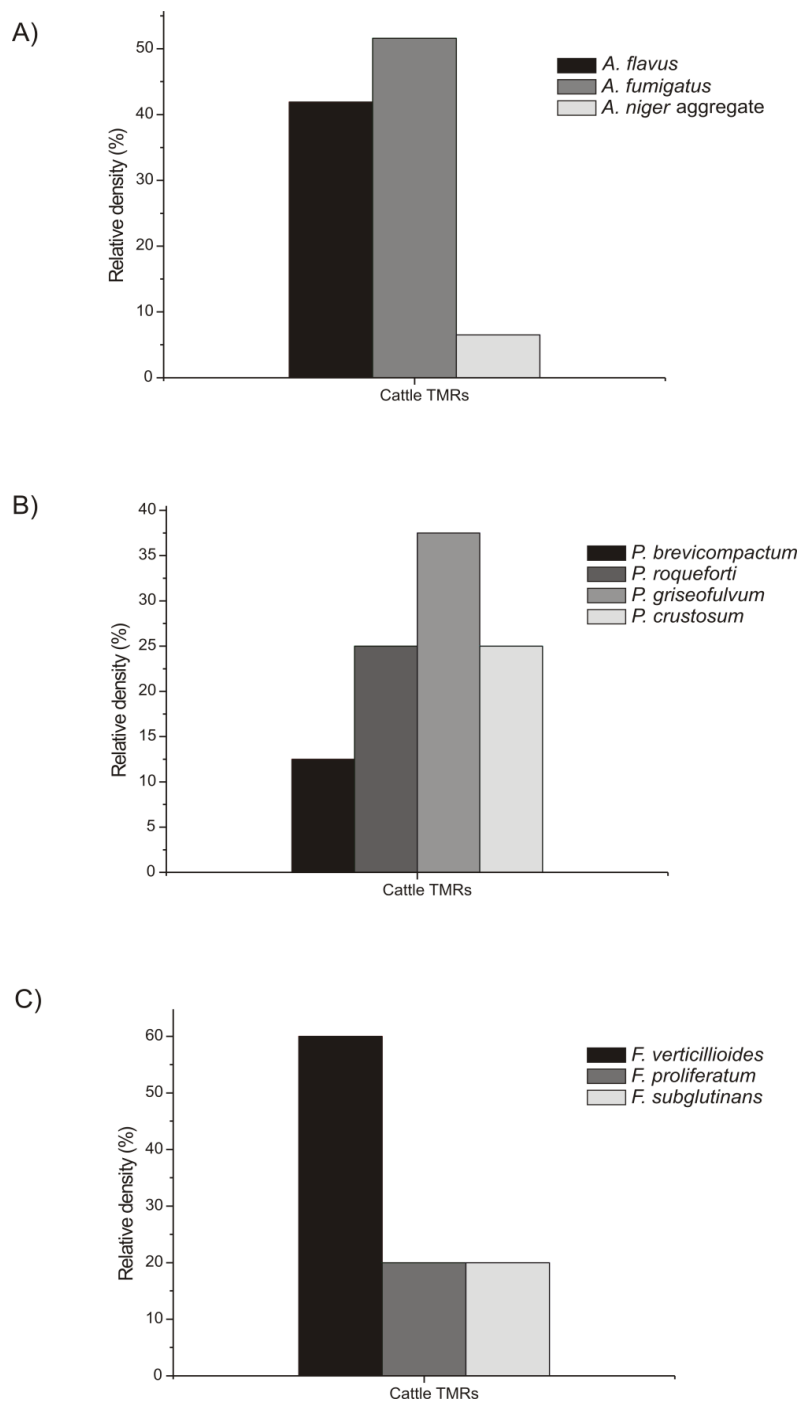 A)
Relative density (%)
50
40
30
20
10
0
Cattle TMRs
A. flavus
A. fumigatus
A. niger aggregate
B)
Relative density (%)
40
35
30
25
20
15
10
5
0
Cattle TMRs
P. brevicompactum
P. roqueforti
P. griseofulvum
P. crustosum
C)
Relative density (%)
60
50
40
30
20
10
0
Cattle TMRs
F. verticillioides
F. proliferatum
F. subglutinans